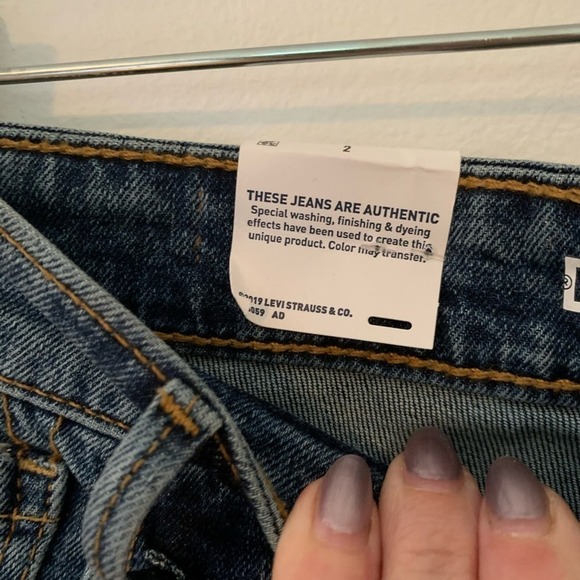 2
THESE JEANS ARE AUTHENTIC
Special washing, finishing & dyeing
effects have been used to create this
unique product. Color may transfer.
2019 LEVI STRAUSS & CO.
AD
®